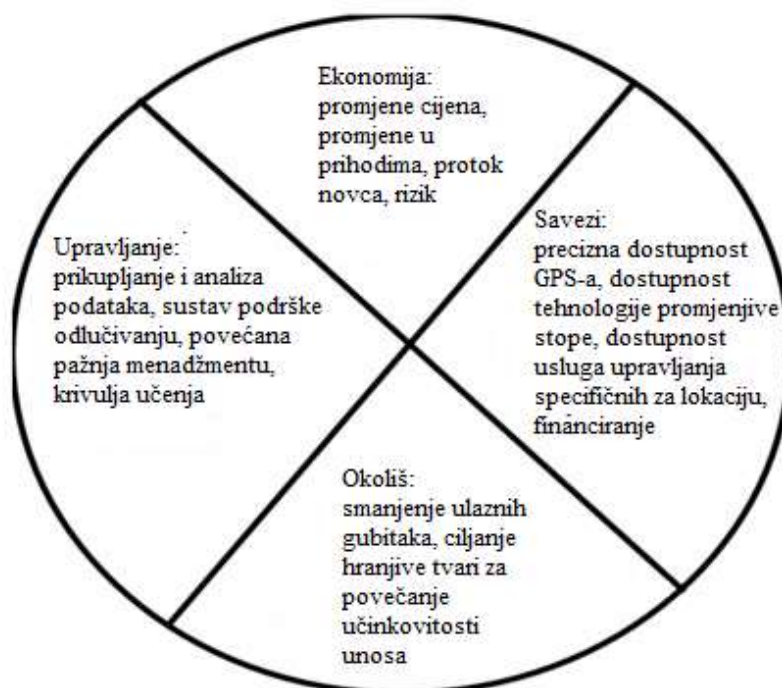 Ekonomija:
promjene cijena,
promjene u
prihodima, protok
novca, rizik
Upravljanje:
prikupljanje i analiza
podataka, sustav podrške
odlučivanju, povećana
pažnja menadžmentu,
krivulja učenja
Savezi:
precizna dostupnost
GPS-a, dostupnost
tehnologije promjenjive
stope, dostupnost
usluga upravljanja
specifičnih za lokaciju,
financiranje
Okoliš:
smanjenje ulaznih
gubitaka, ciljanje
hranjive tvari za
povečanje
učinkovitosti
unosa